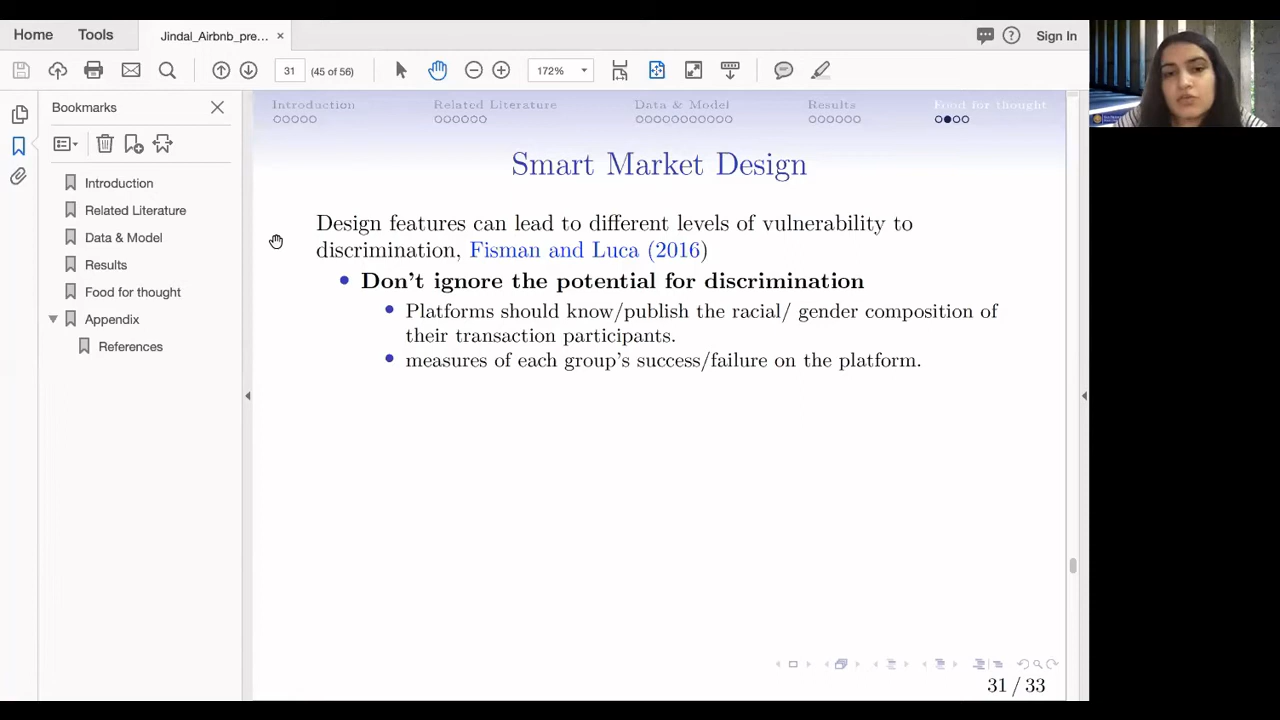 Home Tools Jindal_Airbnb_pre... × Sign In
31 (45 of 56) 172%
Bookmarks
Introduction
Related Literature
Data & Model
Results
Food for thought
Appendix
References
Introduction Related Literature Data & Model Results Food for thought
Smart Market Design
Design features can lead to different levels of vulnerability to
discrimination, Fisman and Luca (2016)
• Don't ignore the potential for discrimination
• Platforms should know/publish the racial/ gender composition of
their transaction participants.
• measures of each group's success/failure on the platform.
31 / 33